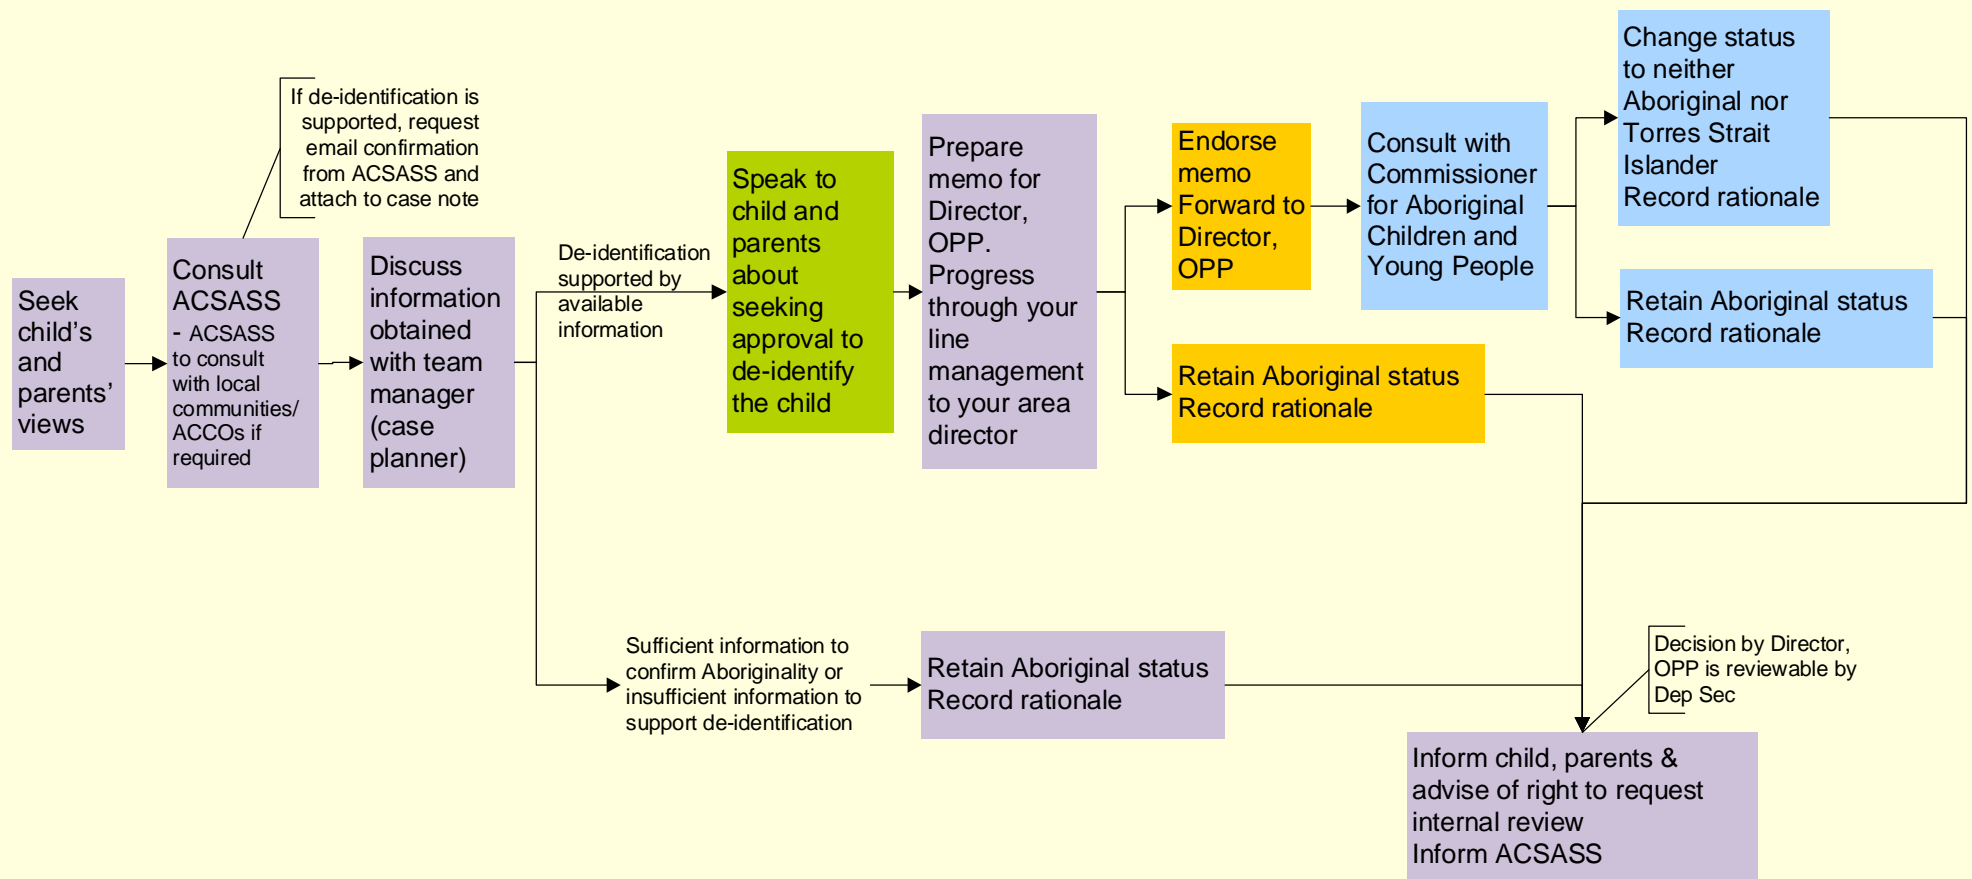 If de-identification is
supported, request
email confirmation
from ACSASS and
attach to case note
Seek
child’s
and
parents’
views
Consult
ACSASS
- ACSASS
to consult
with local
communities/
ACCOs if
required
Discuss
information
obtained
with team
manager
(case
planner)
De-identification
supported by
available
information
Speak to
child and
parents
about
seeking
approval to
de-identify
the child
Prepare
memo for
Director,
OPP.
Progress
through your
line
management
to your area
director
Endorse
memo
Forward to
Director,
OPP
Retain Aboriginal status
Record rationale
Consult with
Commissioner
for Aboriginal
Children and
Young People
Change status
to neither
Aboriginal nor
Torres Strait
Islander
Record rationale
Retain Aboriginal status
Record rationale
Sufficient information to
confirm Aboriginality or
insufficient information to
support de-identification
Retain Aboriginal status
Record rationale
Decision by Director,
OPP is reviewable by
Dep Sec
Inform child, parents &
advise of right to request
internal review
Inform ACSASS